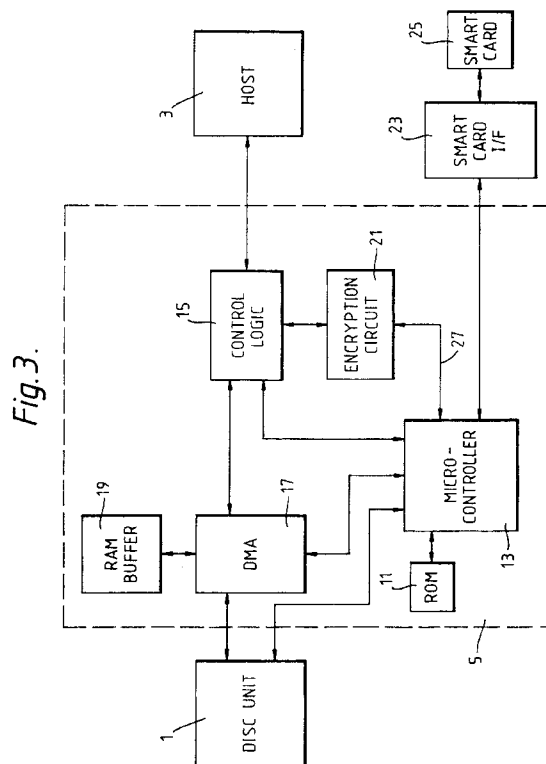 Fig.3.
19
RAM
BUFFER
17
DMA
15
CONTROL
LOGIC
3
HOST
1
DISC UNIT
21
ENCRYPTION
CIRCUIT
27
11
ROM
MICRO-
CONTROLLER
13
5
23
SMART
CARD
I/F
25
SMART
CARD